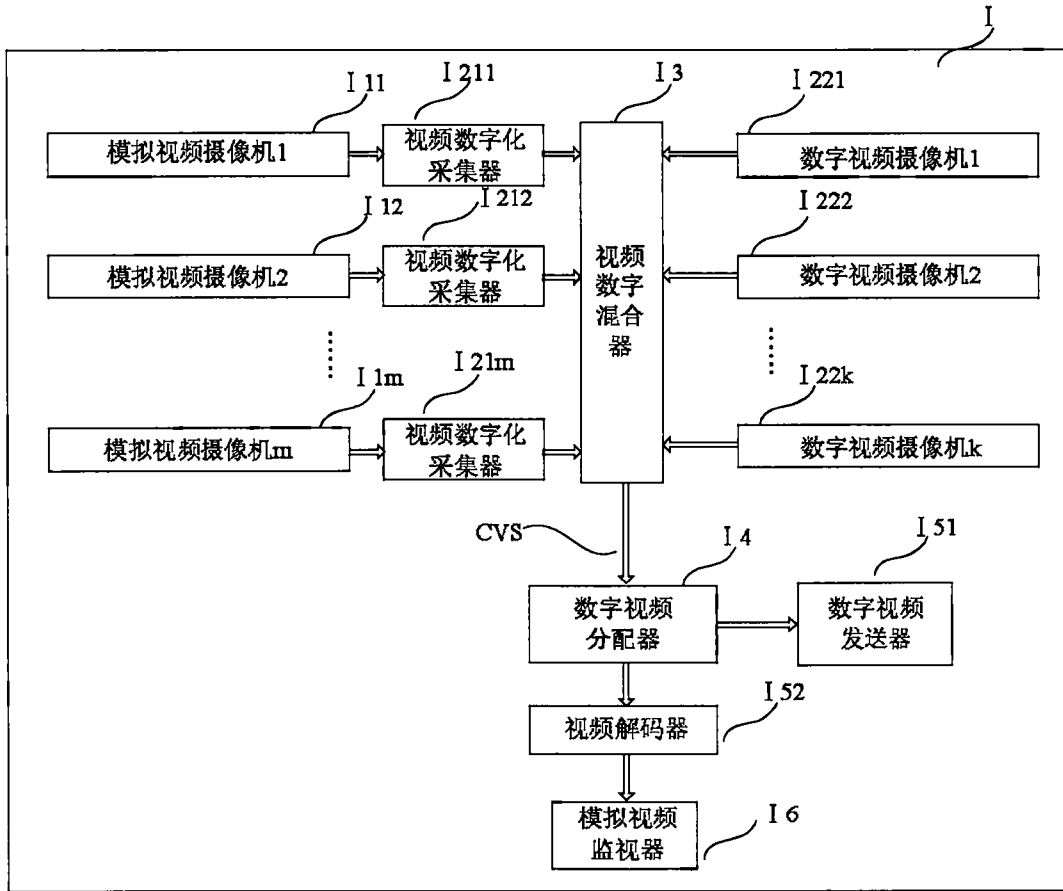 Ⅰ
Ⅰ 11
Ⅰ 211
Ⅰ 3
Ⅰ 221
模拟视频摄像机1
视频数字化
采集器
数字视频摄像机1
Ⅰ 12
Ⅰ 212
Ⅰ 222
模拟视频摄像机2
视频数字化
采集器
视频
数字
混合
器
数字视频摄像机2
Ⅰ 1m
Ⅰ 21m
Ⅰ 22k
模拟视频摄像机m
视频数字化
采集器
数字视频摄像机k
CVS
Ⅰ 4
Ⅰ 51
数字视频
分配器
数字视频
发送器
Ⅰ 52
视频解码器
模拟视频
监视器
Ⅰ 6